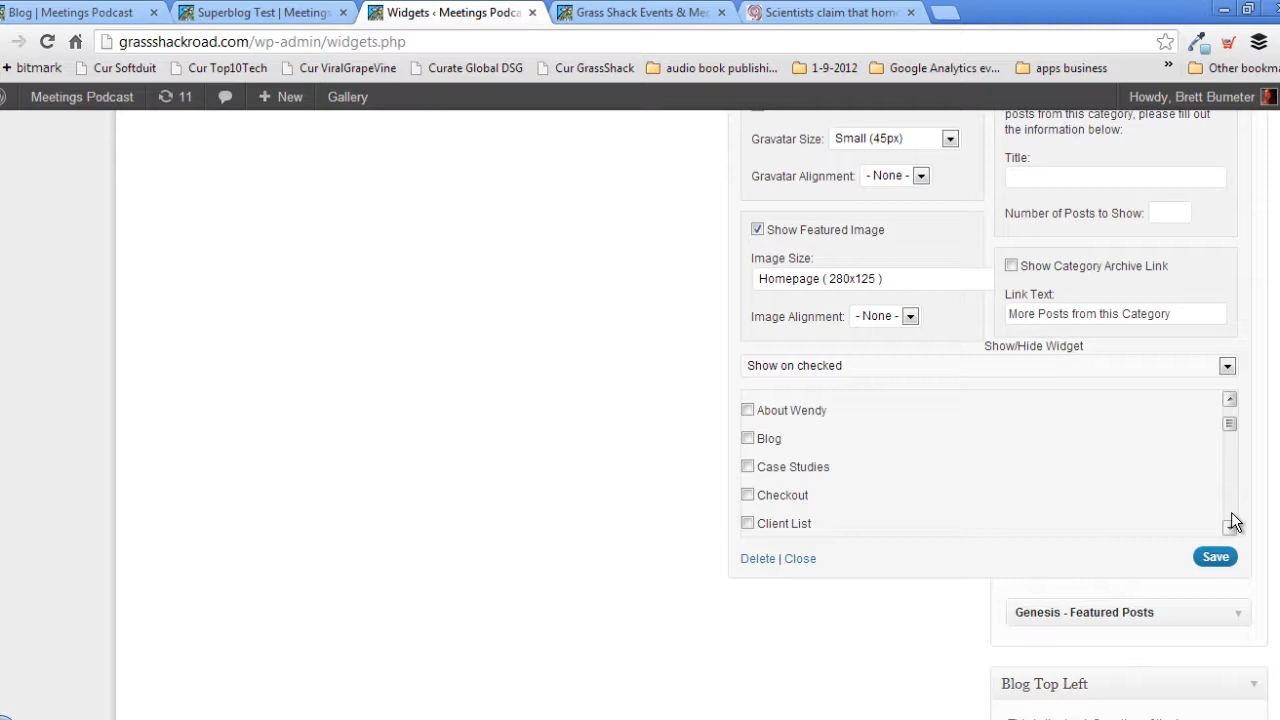 Blog | Meetings Podcast
Superblog Test | Meetings
Widgets ‹ Meetings Podca
Grass Shack Events & Me
Scientists claim that hom
grassshackroad.com/wp-admin/widgets.php
+ bitmark
Cur Softduit
Cur Top10Tech
Cur ViralGrapeVine
Curate Global DSG
Cur GrassShack
audio book publishi...
1-9-2012
Google Analytics ev...
apps business
»
Other bookma
Meetings Podcast
11
+ New
Gallery
Howdy, Brett Bumeter
posts from this category, please fill out
the information below:
Gravatar Size: Small (45px)
Title:
Gravatar Alignment: - None -
Number of Posts to Show:
Show Featured Image
Image Size:
Homepage ( 280x125 )
Image Alignment: - None -
Show Category Archive Link
Link Text:
More Posts from this Category
Show/Hide Widget
Show on checked
About Wendy
Blog
Case Studies
Checkout
Client List
Delete | Close
Save
Genesis - Featured Posts
Blog Top Left